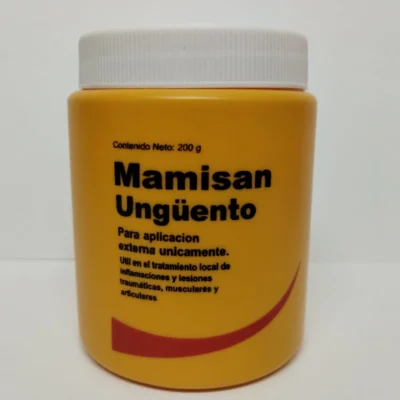 Contenido Neto: 200 g
Mamisan
Ungüento
Para aplicacion
externa unicamente.
Util en el tratamiento local de
inflamaciones y lesiones
traumáticas, musculares y
articulares